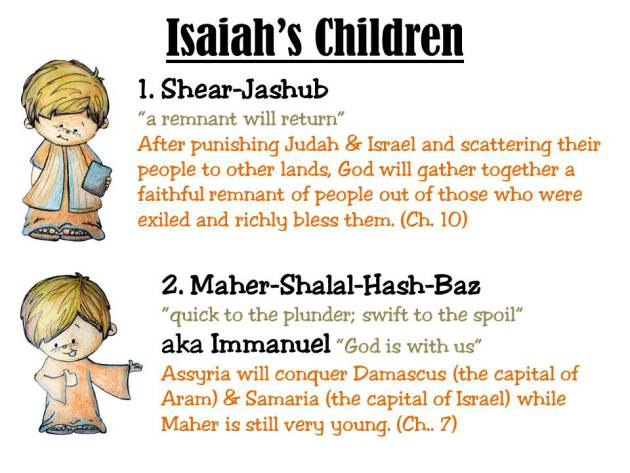 Isaiah's Children
1. Shear-Jashub
"a remnant will return"
After punishing Judah & Israel and scattering their
people to other lands, God will gather together a
faithful remnant of people out of those who were
exiled and richly bless them. (Ch. 10)
2. Maher-Shalal-Hash-Baz
"quick to the plunder; swift to the spoil"
aka Immanuel "God is with us"
Assyria will conquer Damascus (the capital of
Aram) & Samaria (the capital of Israel) while
Maher is still very young. (Ch.. 7)